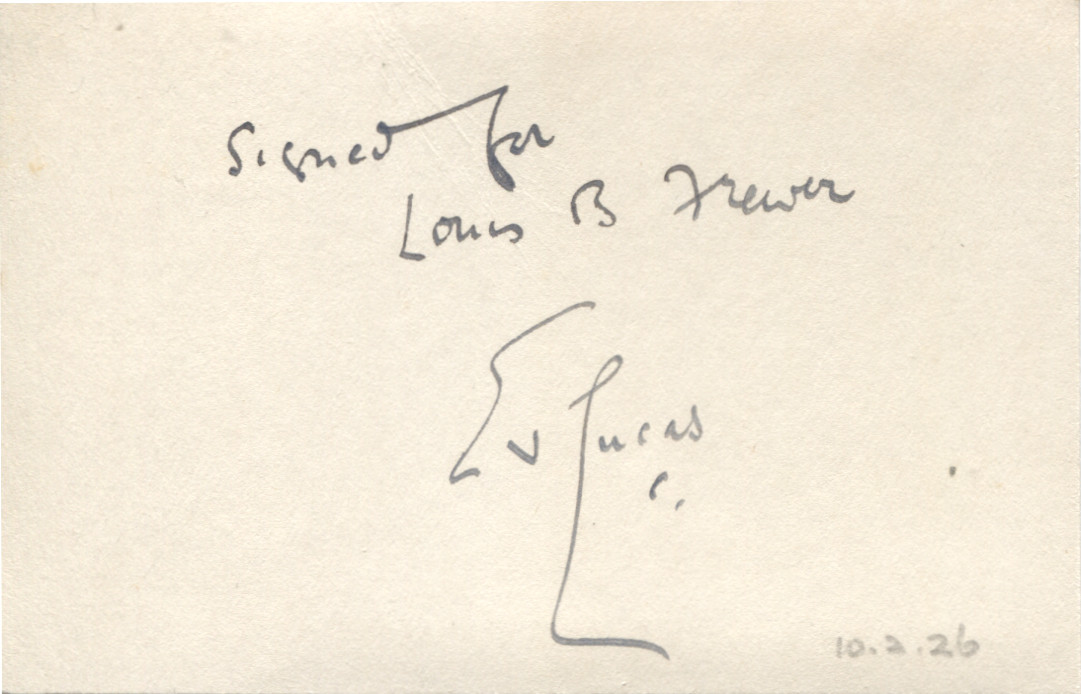 Signed for
Louis B Frewer
E V Lucas
10.2.26